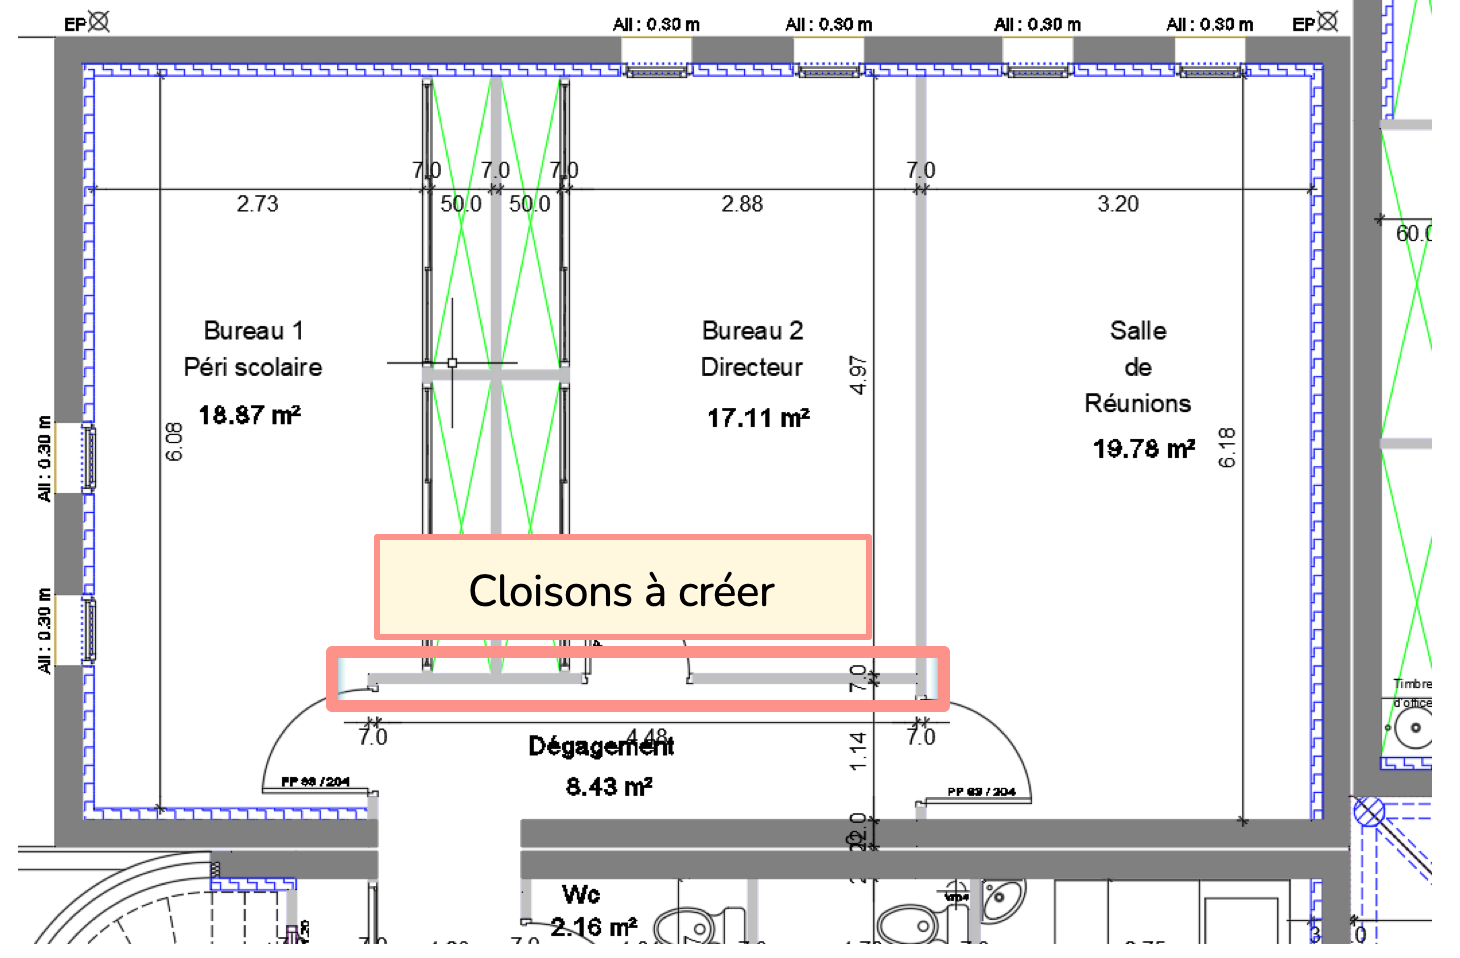 EP
All : 0.30 m
All : 0.30 m
All : 0.30 m
All : 0.30 m
EP
7.0
7.0
7.0
7.0
2.73
50.0
50.0
2.88
3.20
Bureau 1
Péri scolaire
18.87 m²
Bureau 2
Directeur
17.11 m²
Salle
de
Réunions
19.78 m²
4.97
6.08
6.18
All : 0.30 m
All : 0.30 m
Cloisons à créer
7.0
Timbre
d'office
7.0
4.48
7.0
Dégagement
8.43 m²
1.14
PP 83 / 204
PP 83 / 204
Wc
2.16 m²